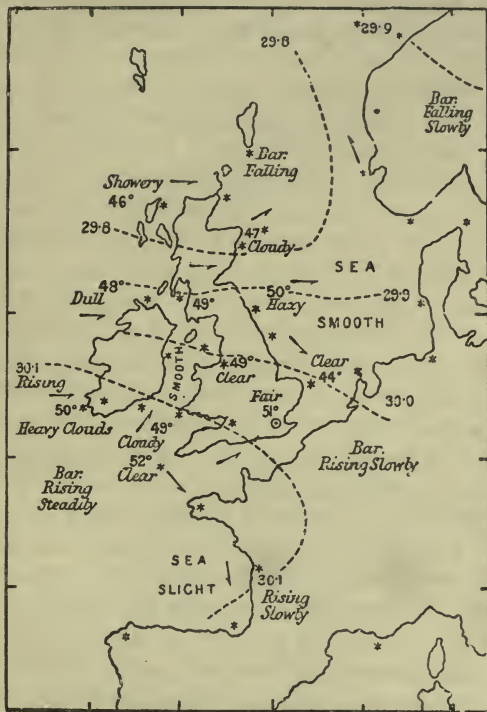 29·8
29·9
Bar.
Falling
Slowly
Bar.
Falling
Showery
46°
29·8
47
Cloudy
SEA
48°
Dull
49°
50°
Hazy
29·9
SMOOTH
30·1
Rising
SMOOTH
49°
Clear
Clear
44°
50°
Heavy Clouds
Fair
51°
30·0
Cloudy
49°
52°
Clear
Bar.
Rising Slowly
Bar.
Rising
Steadily
SEA
SLIGHT
30·1
Rising
Slowly